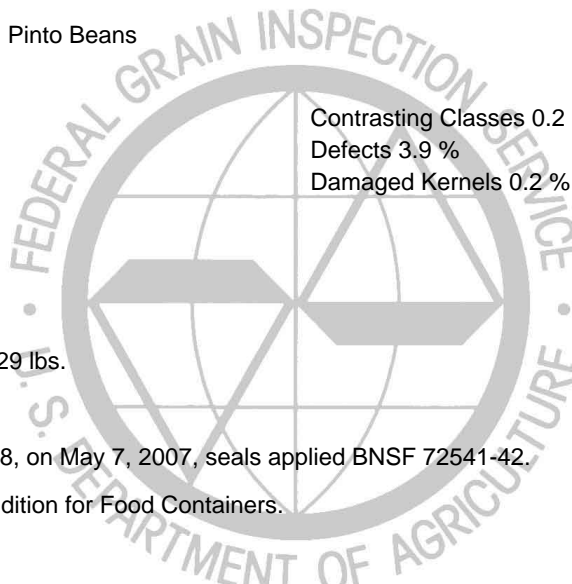 Pinto Beans
FEDERAL GRAIN INSPECTION SERVICE
Contrasting Classes 0.2
Defects 3.9 %
Damaged Kernels 0.2 %
29 lbs.
8, on May 7, 2007, seals applied BNSF 72541-42.
dition for Food Containers.
• U. S. DEPARTMENT OF AGRICULTURE •